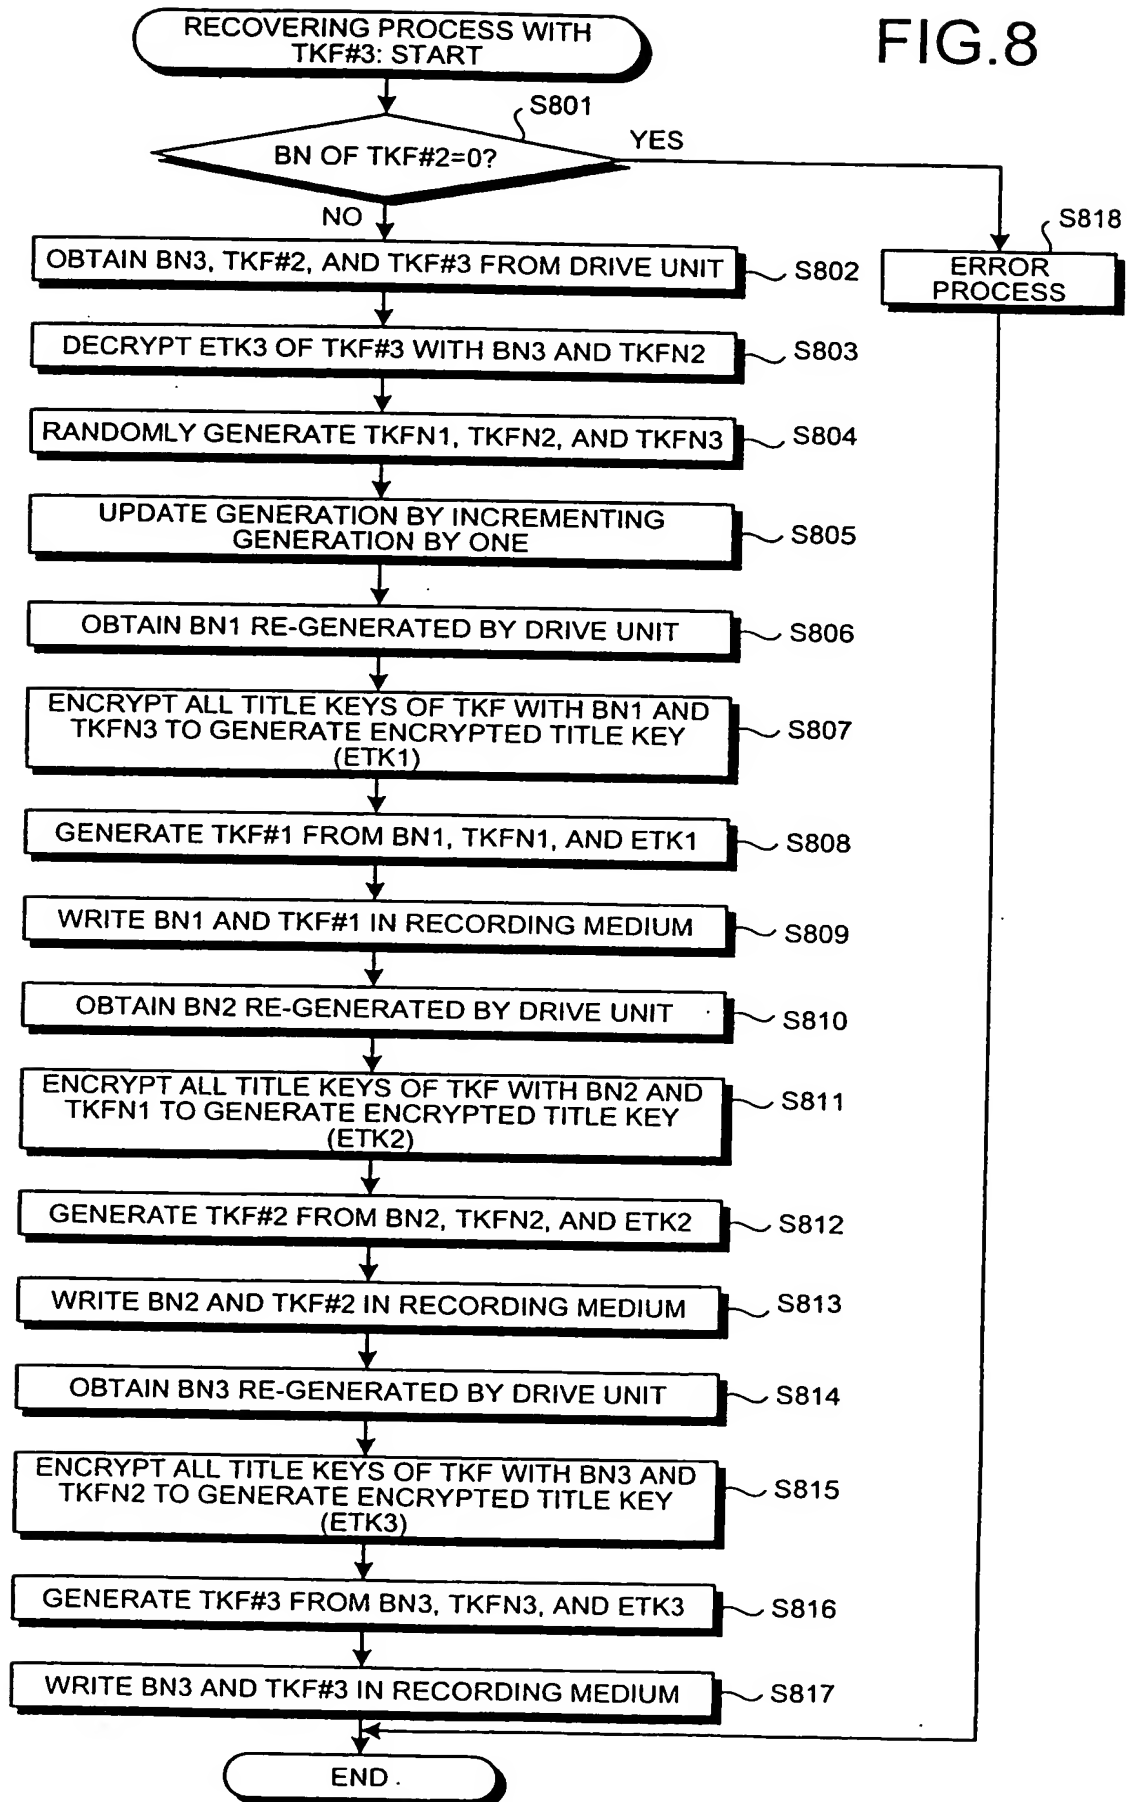 FIG.8
RECOVERING PROCESS WITH
TKF#3: START
S801
BN OF TKF#2=0?
YES
NO
S818
ERROR
PROCESS
OBTAIN BN3, TKF#2, AND TKF#3 FROM DRIVE UNIT
S802
DECRYPT ETK3 OF TKF#3 WITH BN3 AND TKFN2
S803
RANDOMLY GENERATE TKFN1, TKFN2, AND TKFN3
S804
UPDATE GENERATION BY INCREMENTING
GENERATION BY ONE
S805
OBTAIN BN1 RE-GENERATED BY DRIVE UNIT
S806
ENCRYPT ALL TITLE KEYS OF TKF WITH BN1 AND
TKFN3 TO GENERATE ENCRYPTED TITLE KEY
(ETK1)
S807
GENERATE TKF#1 FROM BN1, TKFN1, AND ETK1
S808
WRITE BN1 AND TKF#1 IN RECORDING MEDIUM
S809
OBTAIN BN2 RE-GENERATED BY DRIVE UNIT
S810
ENCRYPT ALL TITLE KEYS OF TKF WITH BN2 AND
TKFN1 TO GENERATE ENCRYPTED TITLE KEY
(ETK2)
S811
GENERATE TKF#2 FROM BN2, TKFN2, AND ETK2
S812
WRITE BN2 AND TKF#2 IN RECORDING MEDIUM
S813
OBTAIN BN3 RE-GENERATED BY DRIVE UNIT
S814
ENCRYPT ALL TITLE KEYS OF TKF WITH BN3 AND
TKFN2 TO GENERATE ENCRYPTED TITLE KEY
(ETK3)
S815
GENERATE TKF#3 FROM BN3, TKFN3, AND ETK3
S816
WRITE BN3 AND TKF#3 IN RECORDING MEDIUM
S817
END